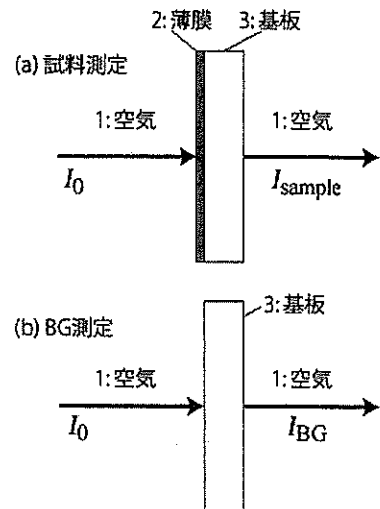 2:薄膜 3:基板
(a) 試料測定
1:空気 1:空気
I0 Isample
3:基板
(b) BG測定
1:空気 1:空気
I0 IBG